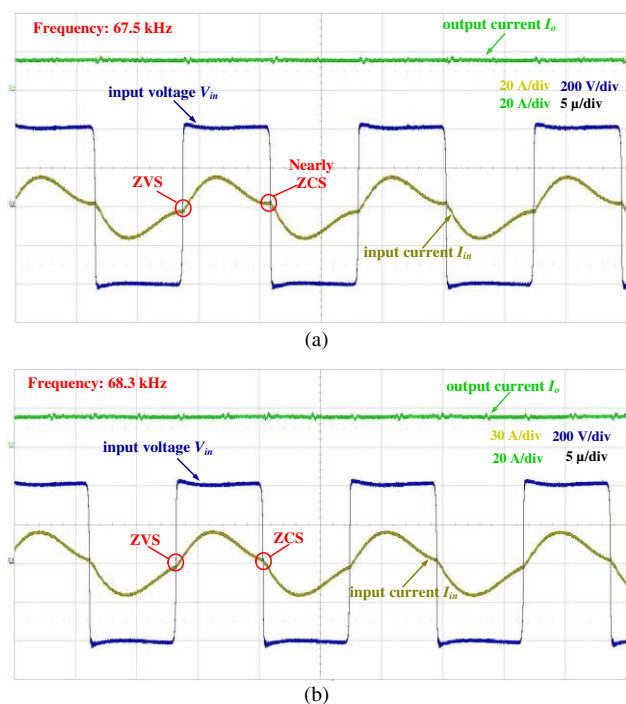 Frequency: 67.5 kHz
output current Io
input voltage Vin
20 A/div 200 V/div
20 A/div 5 μ/div
ZVS
Nearly
ZCS
input current Iin
(a)
Frequency: 68.3 kHz
output current Io
input voltage Vin
30 A/div 200 V/div
20 A/div 5 μ/div
ZVS
ZCS
input current Iin
(b)